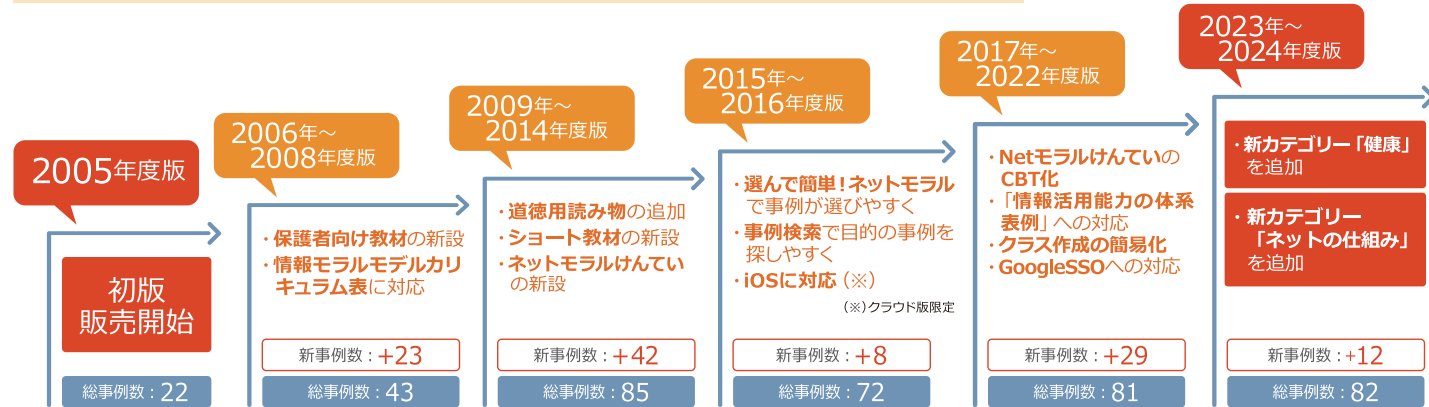 2005年度版
初版
販売開始
総事例数：22
2006年～
2008年度版
・保護者向け教材の新設
・情報モラルモデルカリ
キュラム表に対応
新事例数：+23
総事例数：43
2009年～
2014年度版
・道徳用読み物の追加
・ショート教材の新設
・ネットモラルけんてい
の新設
新事例数：+42
総事例数：85
2015年～
2016年度版
・選んで簡単！ネットモラル
で事例が選びやすく
・事例検索で目的の事例を
探しやすく
・iOSに対応（※）
（※）クラウド版限定
新事例数：+8
総事例数：72
2017年～
2022年度版
・Netモラルけんていの
CBT化
・「情報活用能力の体系
表例」への対応
・クラス作成の簡易化
・GoogleSSOへの対応
新事例数：+29
総事例数：81
2023年～
2024年度版
・新カテゴリー「健康」
を追加
・新カテゴリー
「ネットの仕組み」
を追加
新事例数：+12
総事例数：82